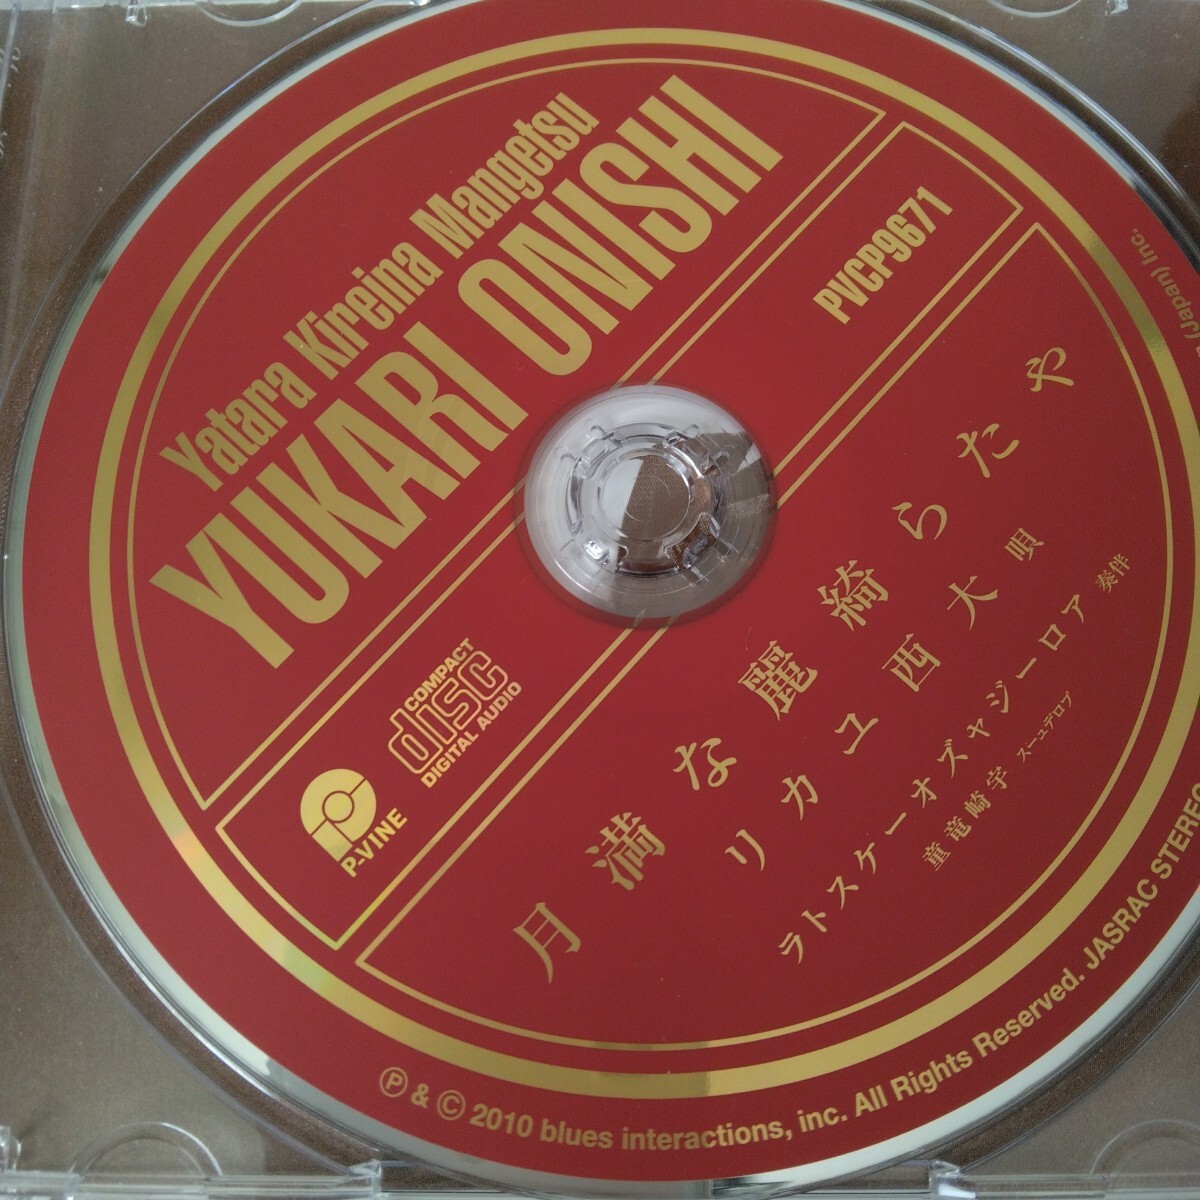 Yatara Kireina Mangetsu
YUKARI ONISHI
PVCP9671
COMPACT
disc
DIGITAL AUDIO
P-VINE
やたら綺麗な満月
唄 大西ユカリ
伴奏 アロージャズオーケストラ
プロデュース 宇崎竜童
Ⓟ & Ⓒ 2010 blues interactions, inc. All Rights Reserved. JASRAC STEREO
(Japan) Inc.